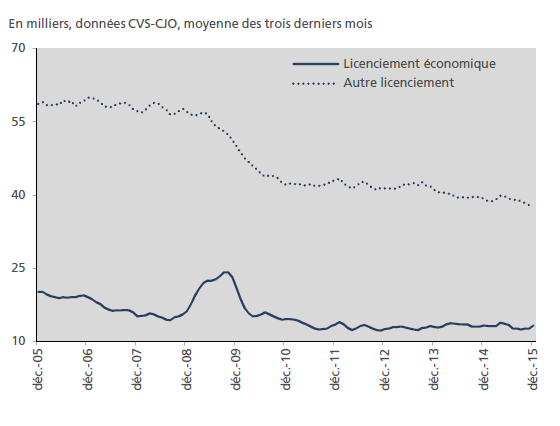 En milliers, données CVS-CJO, moyenne des trois derniers mois
70
Licenciement économique
Autre licenciement
55
40
25
10
déc.-05
déc.-06
déc.-07
déc.-08
déc.-09
déc.-10
déc.-11
déc.-12
déc.-13
déc.-14
déc.-15